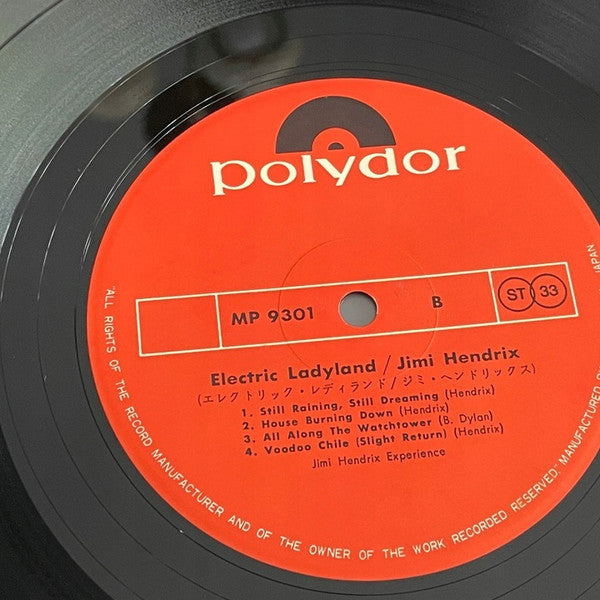 polydor
MP 9301 B ST 33
Electric Ladyland / Jimi Hendrix
(エレクトリック・レディランド/ジミ・ヘンドリックス)
1. Still Raining, Still Dreaming (Hendrix)
2. House Burning Down (Hendrix)
3. All Along The Watchtower (B. Dylan)
4. Voodoo Chile (Slight Return) (Hendrix)
Jimi Hendrix Experience
"ALL RIGHTS OF THE RECORD MANUFACTURER AND OF THE OWNER OF THE WORK RECORDED RESERVED."
JAPAN